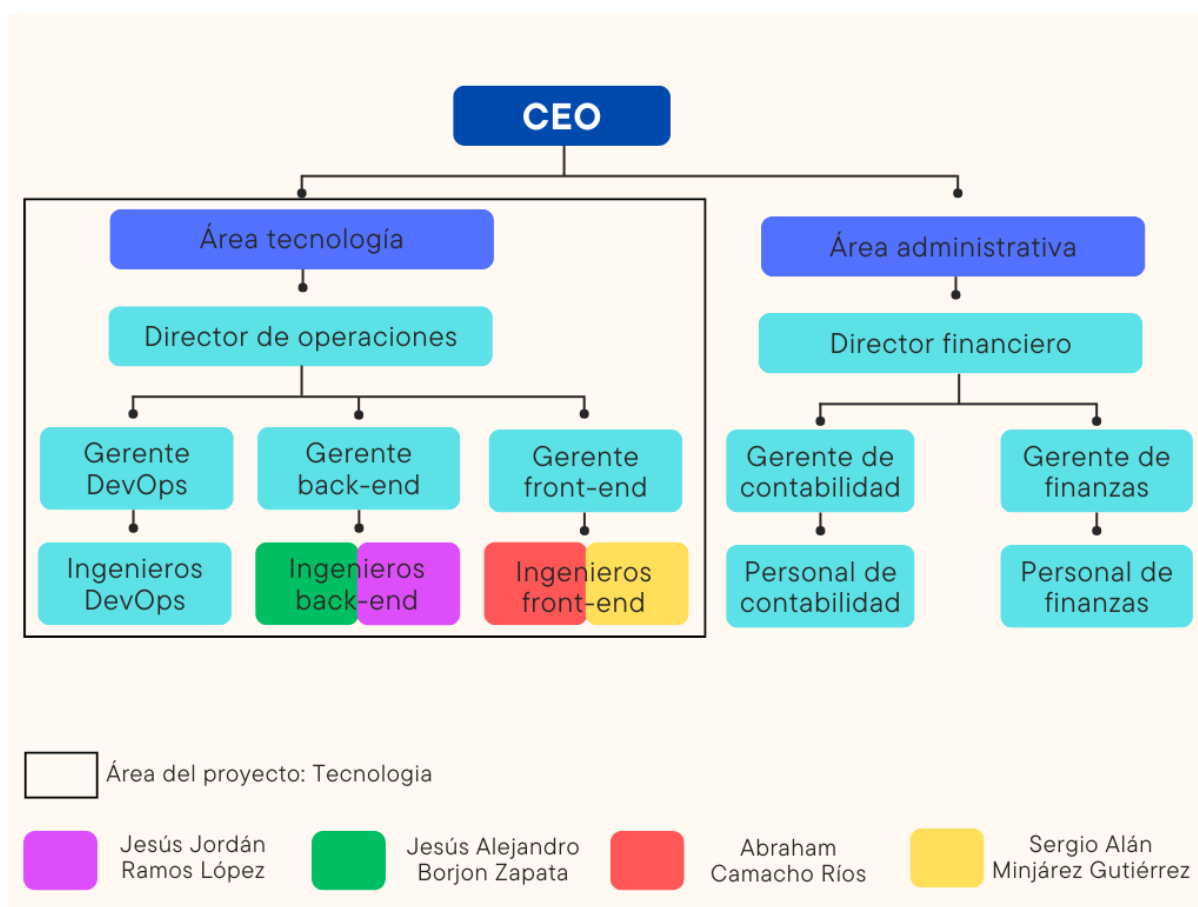 CEO
Área tecnología
Área administrativa
Director de operaciones
Director financiero
Gerente
DevOps
Gerente
back-end
Gerente
front-end
Gerente de
contabilidad
Gerente de
finanzas
Ingenieros
DevOps
Ingenieros
back-end
Ingenieros
front-end
Personal de
contabilidad
Personal de
finanzas
Área del proyecto: Tecnologia
Jesús Jordán
Ramos López
Jesús Alejandro
Borjon Zapata
Abraham
Camacho Ríos
Sergio Alán
Minjárez Gutiérrez